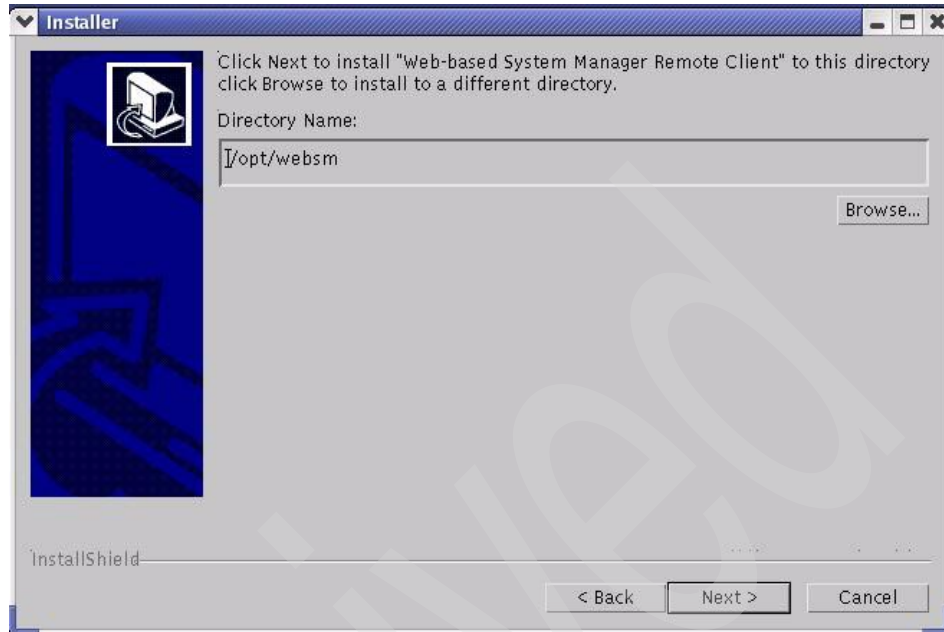 Installer
Click Next to install "Web-based System Manager Remote Client" to this directory
click Browse to install to a different directory.
Directory Name:
/opt/websm
Browse...
InstallShield
< Back
Next >
Cancel